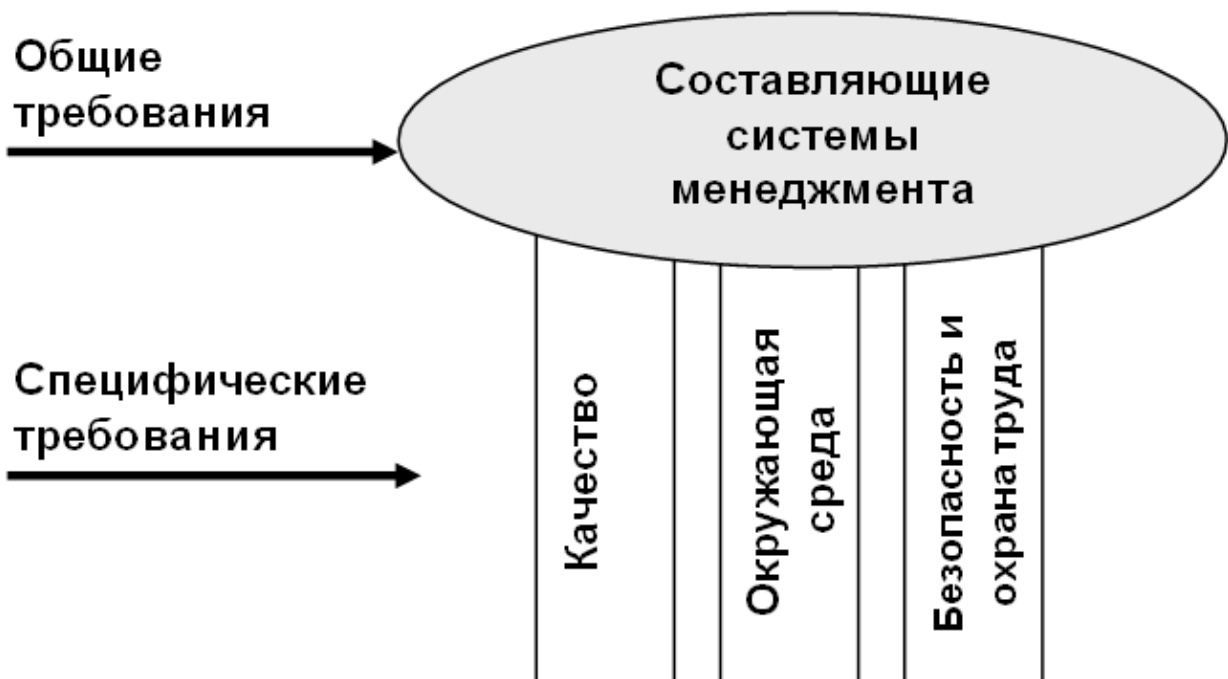 Общие
требования
Составляющие
системы
менеджмента
Специфические
требования
Качество
Окружающая
среда
Безопасность и
охрана труда